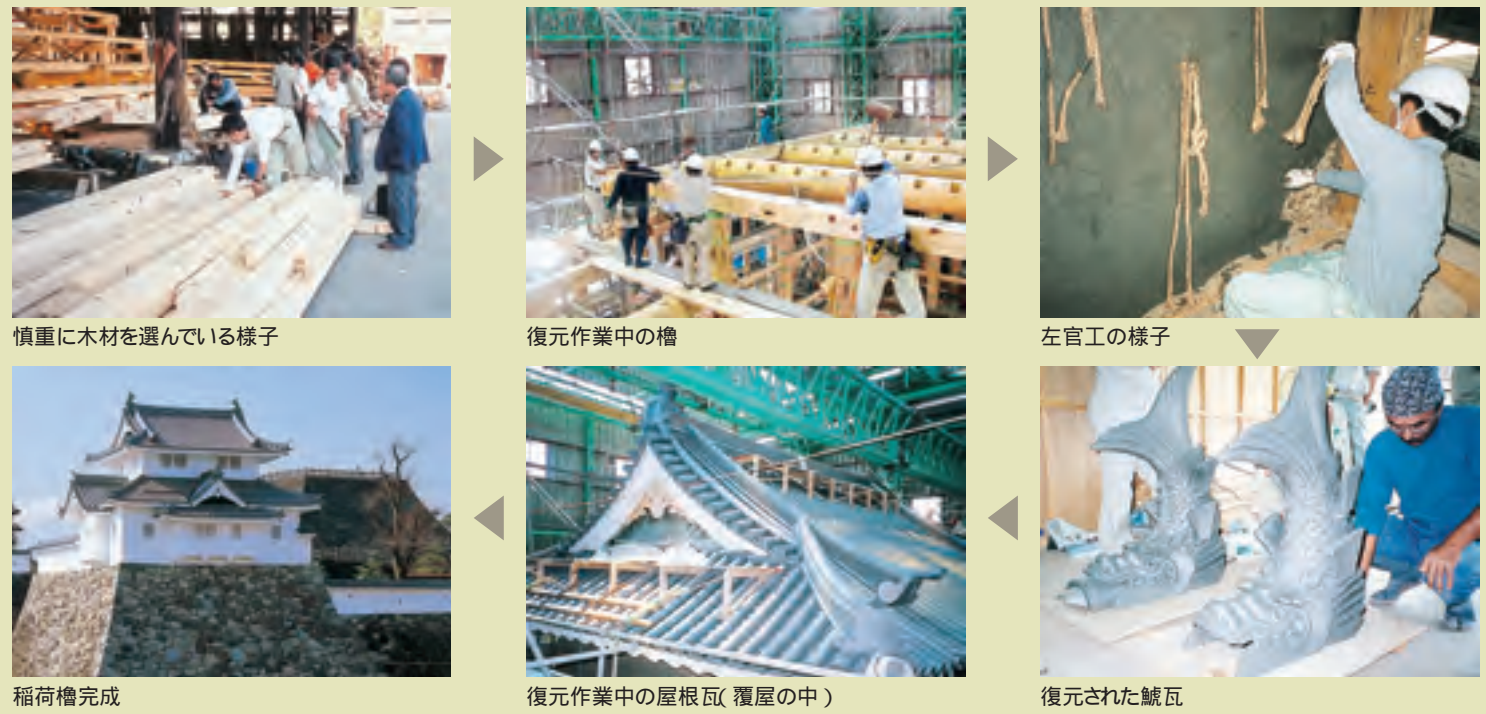 慎重に木材を選んでいる様子
復元作業中の櫓
左官工の様子
稲荷櫓完成
復元作業中の屋根瓦(覆屋の中)
復元された鯱瓦